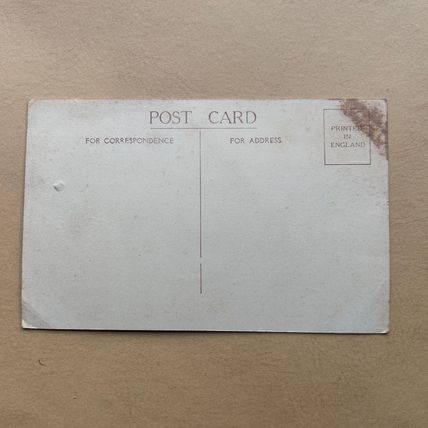 POST CARD
FOR CORRESPONDENCE
FOR ADDRESS
PRINTED
IN
ENGLAND